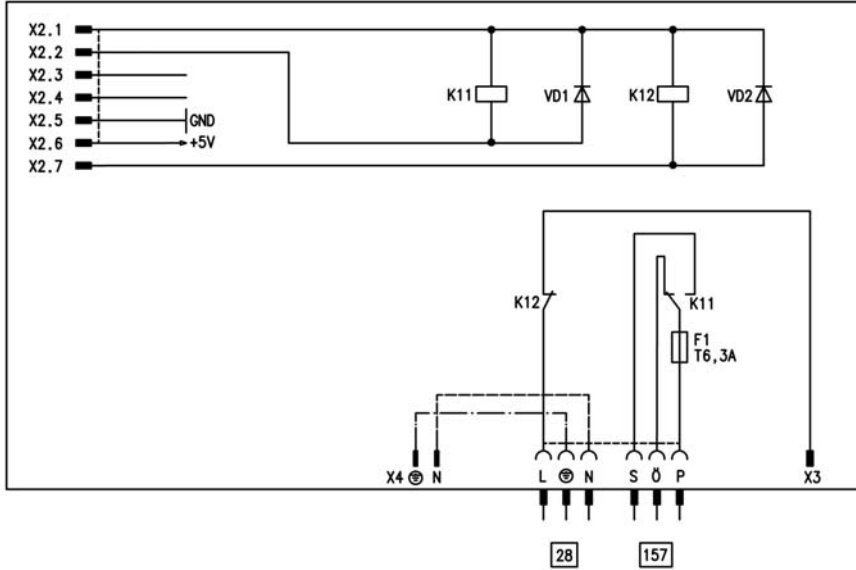 X2.1
X2.2
X2.3
X2.4
X2.5 GND
X2.6 +5V
X2.7
K11 VD1 K12 VD2
K12 K11
F1
T6,3A
X4 N L N S Ö P X3
28 157